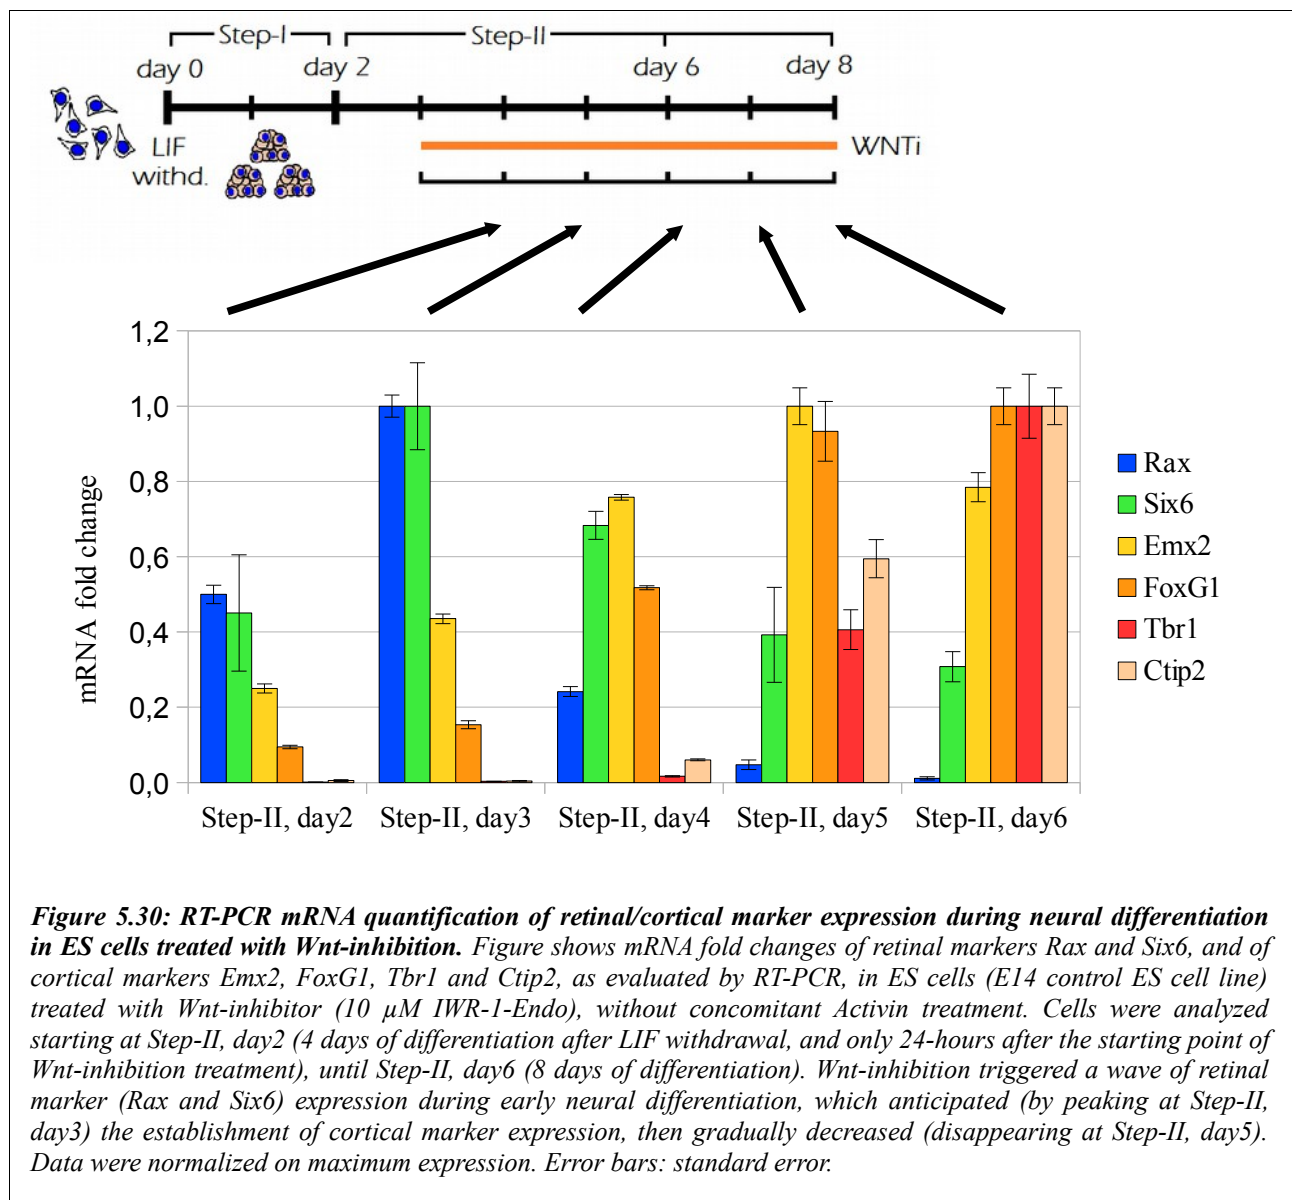 Step-I Step-II
day 0 day 2 day 6 day 8
LIF
withd.
WNTi
1,2
1,0
0,8
0,6
0,4
0,2
0,0
mRNA fold change
Rax
Six6
Emx2
FoxG1
Tbr1
Ctip2
Step-II, day2 Step-II, day3 Step-II, day4 Step-II, day5 Step-II, day6
Figure 5.30: RT-PCR mRNA quantification of retinal/cortical marker expression during neural differentiation
in ES cells treated with Wnt-inhibition. Figure shows mRNA fold changes of retinal markers Rax and Six6, and of
cortical markers Emx2, FoxG1, Tbr1 and Ctip2, as evaluated by RT-PCR, in ES cells (E14 control ES cell line)
treated with Wnt-inhibitor (10 µM IWR-1-Endo), without concomitant Activin treatment. Cells were analyzed
starting at Step-II, day2 (4 days of differentiation after LIF withdrawal, and only 24-hours after the starting point of
Wnt-inhibition treatment), until Step-II, day6 (8 days of differentiation). Wnt-inhibition triggered a wave of retinal
marker (Rax and Six6) expression during early neural differentiation, which anticipated (by peaking at Step-II,
day3) the establishment of cortical marker expression, then gradually decreased (disappearing at Step-II, day5).
Data were normalized on maximum expression. Error bars: standard error.